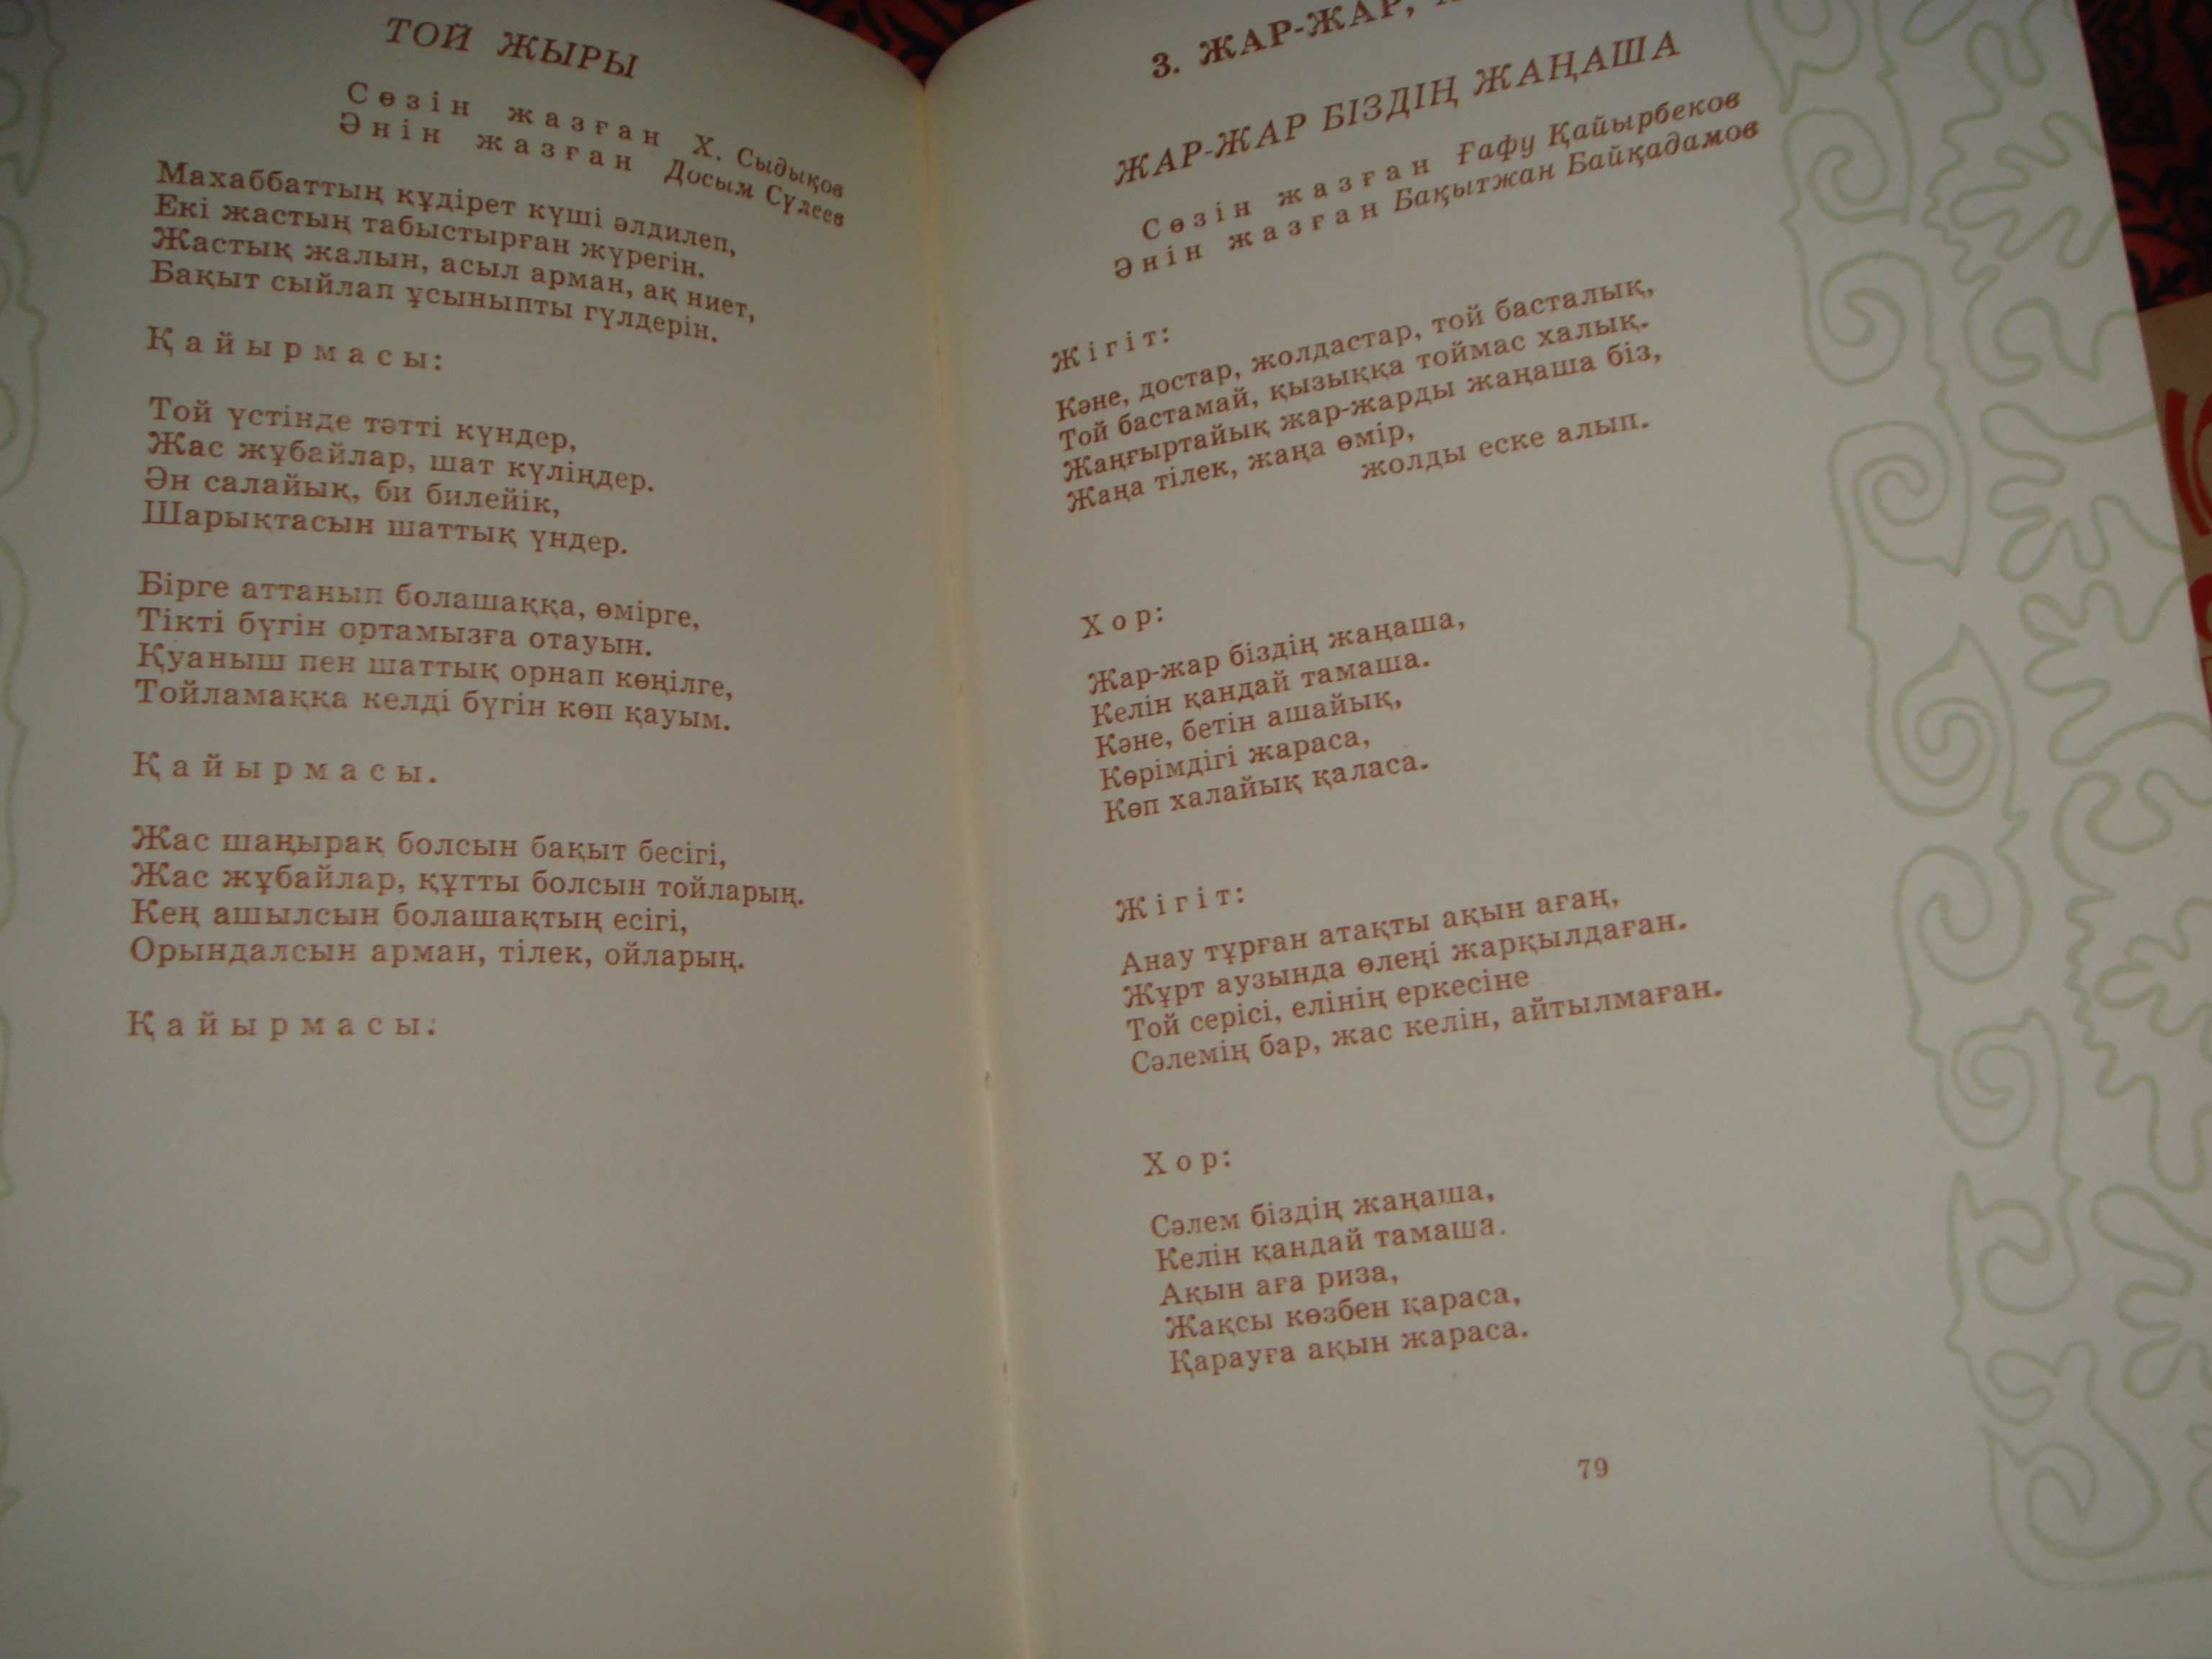 ТОЙ ЖЫРЫ
Сөзін жазған Х. Сыдықов
Әнін жазған Досым Сүлеев
Махаббаттың құдірет күші әлдилеп,
Екі жастың табыстырған жүрегін.
Жастық жалын, асыл арман, ақ ниет,
Бақыт сыйлап ұсыныпты гүлдерін.
Қайырмасы:
Той үстінде тәтті күндер,
Жас жұбайлар, шат күліңдер.
Ән салайық, би билейік,
Шарықтасын шаттық үндер.
Бірге аттанып болашаққа, өмірге,
Тікті бүгін ортамызға отауын.
Қуаныш пен шаттық орнап көңілге,
Тойламаққа келді бүгін көп қауым.
Қайырмасы.
Жас шаңырақ болсын бақыт бесігі,
Жас жұбайлар, құтты болсын тойларың.
Кең ашылсын болашақтың есігі,
Орындалсын арман, тілек, ойларың.
Қайырмасы.
3. ЖАР-ЖАР,
ЖАР-ЖАР БІЗДІҢ ЖАҢАША
Сөзін жазған Ғафу Қайырбеков
Әнін жазған Бақытжан Байқадамов
Жігіт:
Кәне, достар, жолдастар, той басталық,
Той бастамай, қызыққа тоймас халық.
Жаңғыртайық жар-жарды жаңаша біз,
Жаңа тілек, жаңа өмір,
жолды еске алып.
Хор:
Жар-жар біздің жаңаша,
Келін қандай тамаша.
Кәне, бетін ашайық,
Көрімдігі жараса,
Көп халайық қаласа.
Жігіт:
Анау тұрған атақты ақын ағаң,
Жұрт аузында өлеңі жарқылдаған.
Той серісі, елінің еркесіне
Сәлемің бар, жас келін, айтылмаған.
Хор:
Сәлем біздің жаңаша,
Келін қандай тамаша.
Ақын аға риза,
Жақсы көзбен қараса,
Қарауға ақын жараса.
79